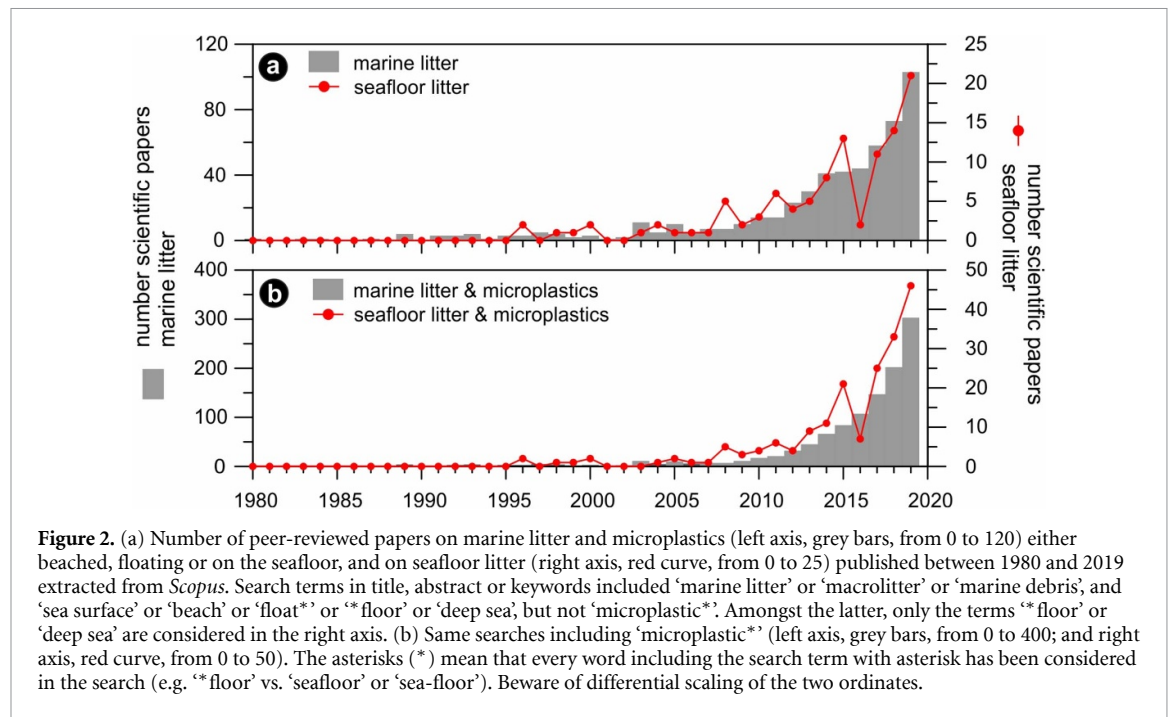 120
80
40
0
number scientific papers
marine litter
a
marine litter
seafloor litter
25
20
15
10
5
0
number scientific papers
seafloor litter
400
300
200
100
0
b
marine litter & microplastics
seafloor litter & microplastics
50
40
30
20
10
0
1980 1985 1990 1995 2000 2005 2010 2015 2020
Figure 2. (a) Number of peer-reviewed papers on marine litter and microplastics (left axis, grey bars, from 0 to 120) either
beached, floating or on the seafloor, and on seafloor litter (right axis, red curve, from 0 to 25) published between 1980 and 2019
extracted from Scopus. Search terms in title, abstract or keywords included ‘marine litter’ or ‘macrolitter’ or ‘marine debris’, and
‘sea surface’ or ‘beach’ or ‘float*’ or ‘*floor’ or ‘deep sea’, but not ‘microplastic*’. Amongst the latter, only the terms ‘*floor’ or
‘deep sea’ are considered in the right axis. (b) Same searches including ‘microplastic*’ (left axis, grey bars, from 0 to 400; and right
axis, red curve, from 0 to 50). The asterisks (*) mean that every word including the search term with asterisk has been considered
in the search (e.g. ‘*floor’ vs. ‘seafloor’ or ‘sea-floor’). Beware of differential scaling of the two ordinates.